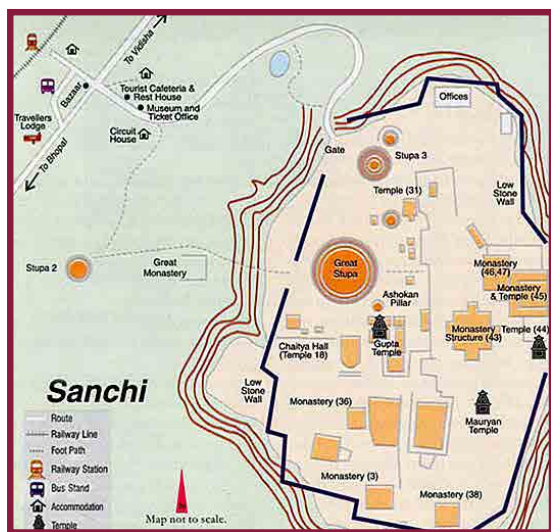 To Vidisha
Bazaar
Tourist Cafeteria &
Rest House
Museum and
Ticket Office
Travellers
Lodge
Circuit
House
To Bhopal
Offices
Gate
Stupa 3
Low
Stone
Wall
Temple (31)
Stupa 2
Great
Monastery
Great
Stupa
Monastery
(46,47)
Monastery
& Temple
(45)
Ashokan
Pillar
Chaitya Hall
(Temple 18)
Gupta
Temple
Monastery
Structure (43)
Temple (44)
Low
Stone
Wall
Monastery (36)
Mauryan
Temple
Monastery (3)
Monastery (38)
Sanchi
Route
Railway Line
Foot Path
Railway Station
Bus Stand
Accommodation
Temple
Map not to scale.